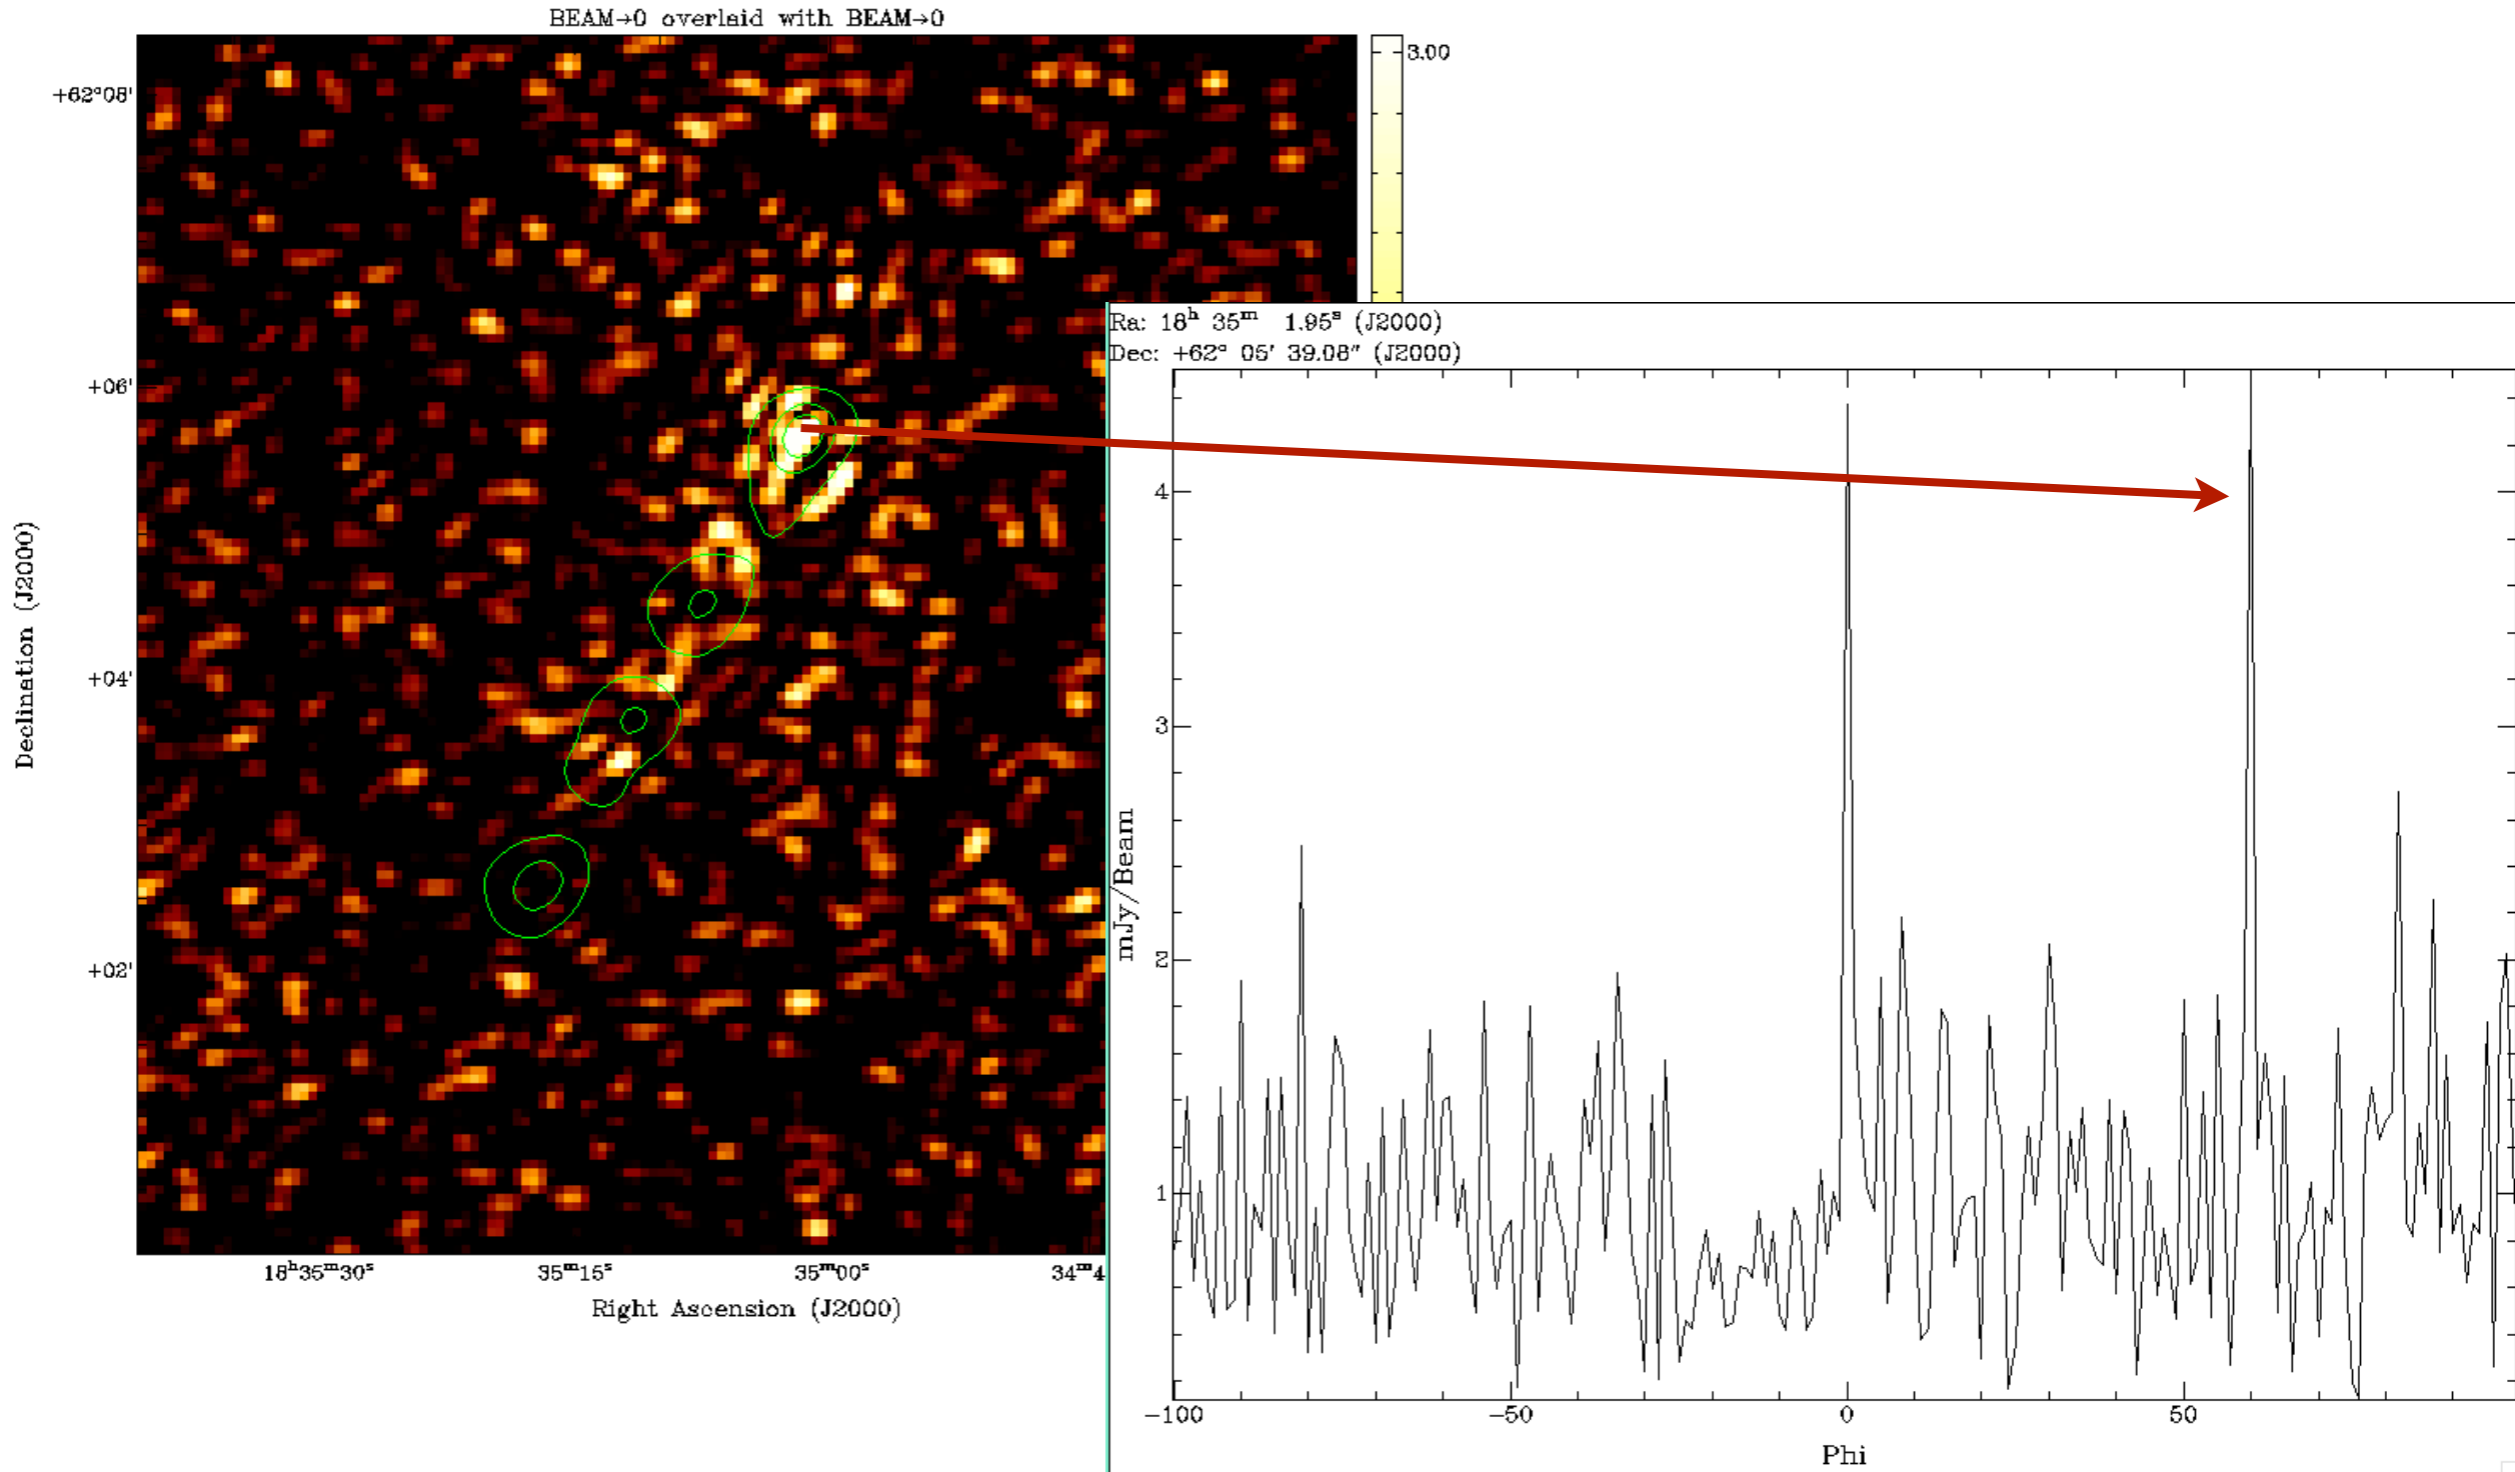 BEAM→0 overlaid with BEAM→0
3.00
+62°08'
+06'
+04'
+02'
Declination (J2000)
18ʰ35ᵐ30ˢ
35ᵐ15ˢ
35ᵐ00ˢ
34ᵐ4
Right Ascension (J2000)
Ra: 18ʰ 35ᵐ 1.95ˢ (J2000)
Dec: +62° 05' 39.08" (J2000)
mJy/Beam
4
3
2
1
-100
-50
0
50
Phi